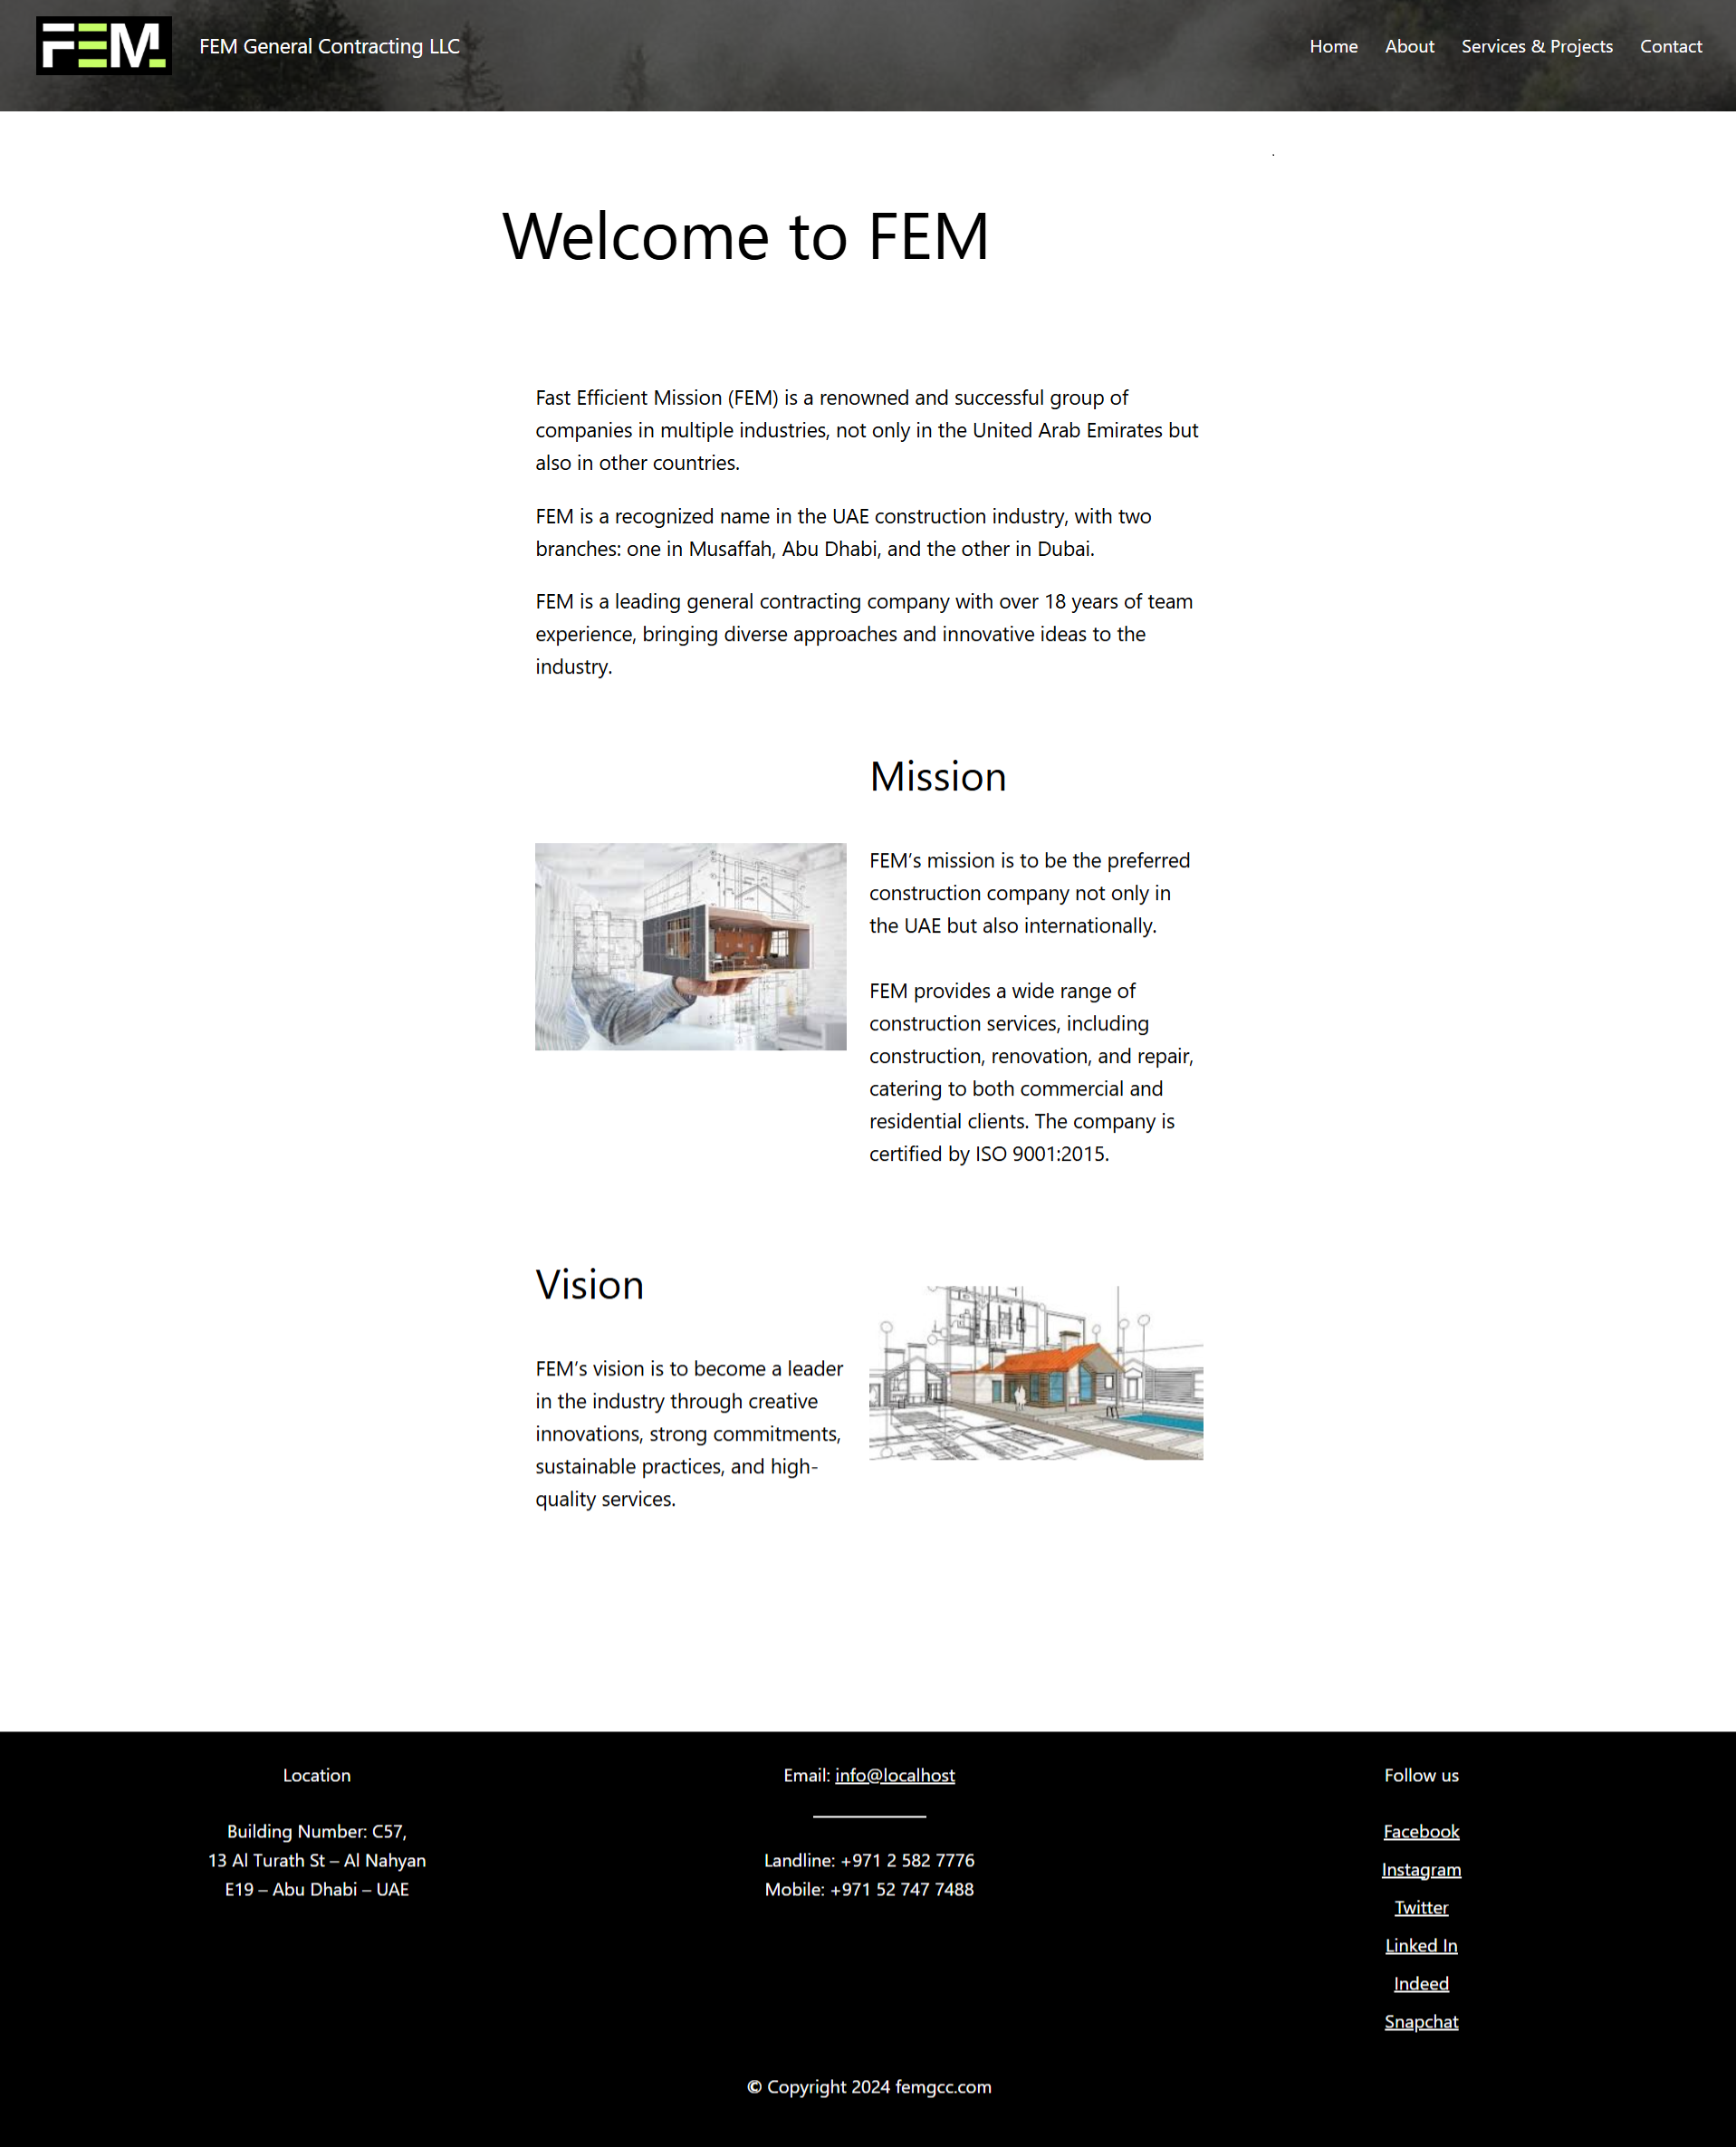 FEM
FEM General Contracting LLC
Home About Services & Projects Contact
.
Welcome to FEM
Fast Efficient Mission (FEM) is a renowned and successful group of
companies in multiple industries, not only in the United Arab Emirates but
also in other countries.
FEM is a recognized name in the UAE construction industry, with two
branches: one in Musaffah, Abu Dhabi, and the other in Dubai.
FEM is a leading general contracting company with over 18 years of team
experience, bringing diverse approaches and innovative ideas to the
industry.
Mission
FEM’s mission is to be the preferred
construction company not only in
the UAE but also internationally.
FEM provides a wide range of
construction services, including
construction, renovation, and repair,
catering to both commercial and
residential clients. The company is
certified by ISO 9001:2015.
Vision
FEM’s vision is to become a leader
in the industry through creative
innovations, strong commitments,
sustainable practices, and high-
quality services.
Location
Building Number: C57,
13 Al Turath St – Al Nahyan
E19 – Abu Dhabi – UAE
Email: info@localhost
Landline: +971 2 582 7776
Mobile: +971 52 747 7488
Follow us
Facebook
Instagram
Twitter
Linked In
Indeed
Snapchat
© Copyright 2024 femgcc.com